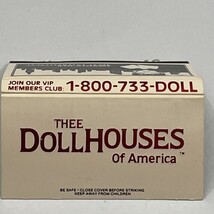 JOIN OUR VIP
MEMBERS CLUB: 1-800-733-DOLL
THEE
DOLLHOUSES
Of America™
BE SAFE • CLOSE COVER BEFORE STRIKING
KEEP AWAY FROM CHILDREN